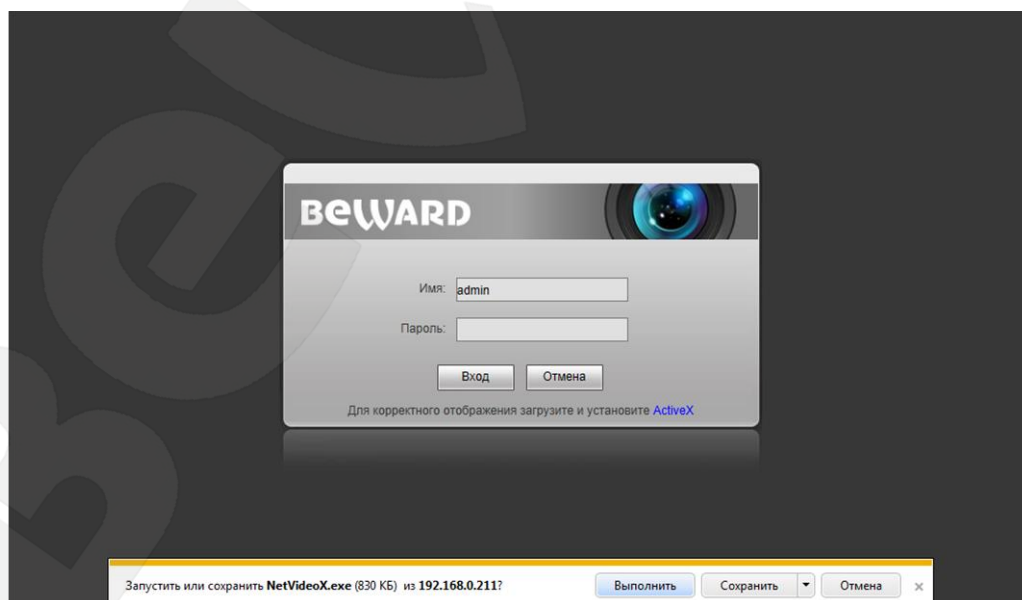 BEWARD
Имя: admin
Пароль:
Вход Отмена
Для корректного отображения загрузите и установите ActiveX
Запустить или сохранить NetVideoX.exe (830 КБ) из 192.168.0.211? Выполнить Сохранить Отмена ×